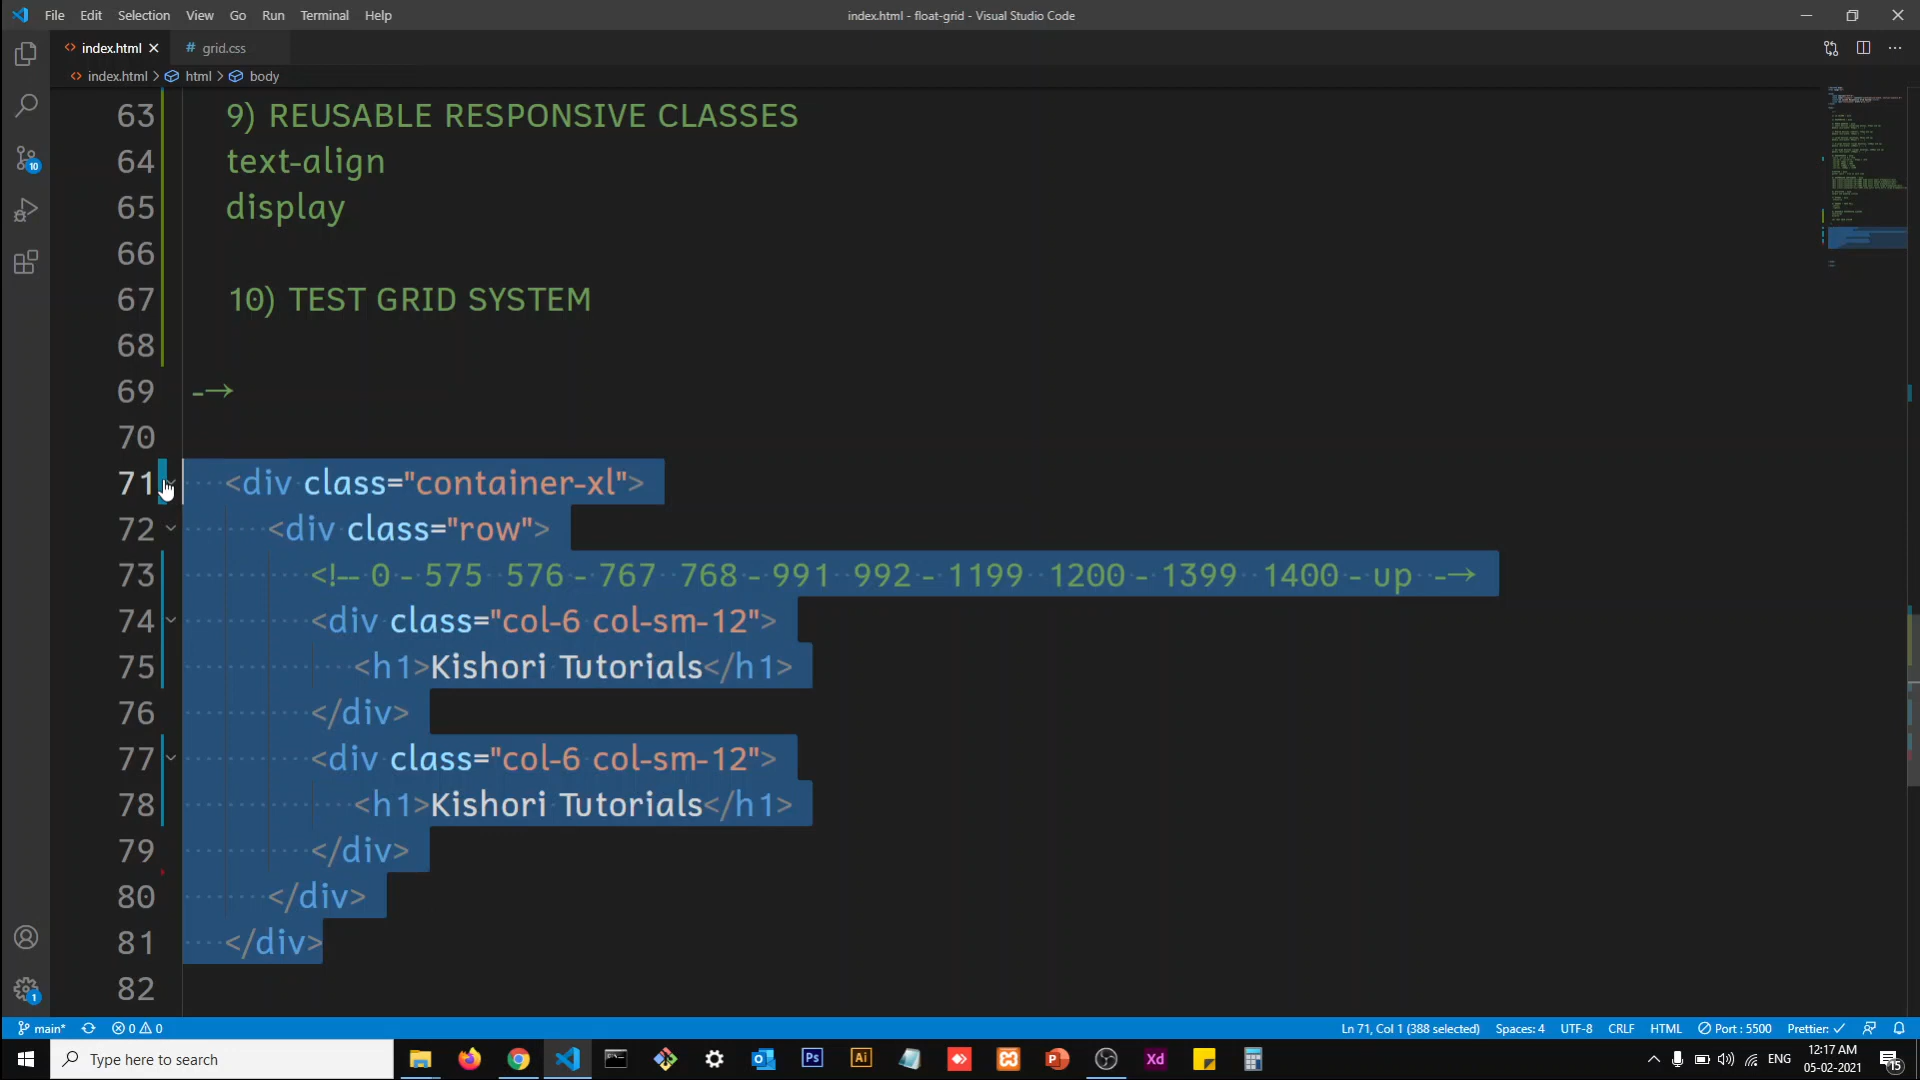 File Edit Selection View Go Run Terminal Help
index.html - float-grid - Visual Studio Code
index.html
# grid.css
index.html > html > body
63 9) REUSABLE RESPONSIVE CLASSES
64 text-align
65 display
66
67 10) TEST GRID SYSTEM
68
69 -->
70
71 <div class="container-xl">
72 <div class="row">
73 <!-- 0 - 575 576 - 767 768 - 991 992 - 1199 1200 - 1399 1400 - up -->
74 <div class="col-6 col-sm-12">
75 <h1>Kishori Tutorials</h1>
76 </div>
77 <div class="col-6 col-sm-12">
78 <h1>Kishori Tutorials</h1>
79 </div>
80 </div>
81 </div>
82
10
1
main* 0 0 Ln 71, Col 1 (388 selected) Spaces: 4 UTF-8 CRLF HTML Port : 5500 Prettier: ✓
Type here to search
Ps Ai Xd
ENG
12:17 AM
05-02-2021
15